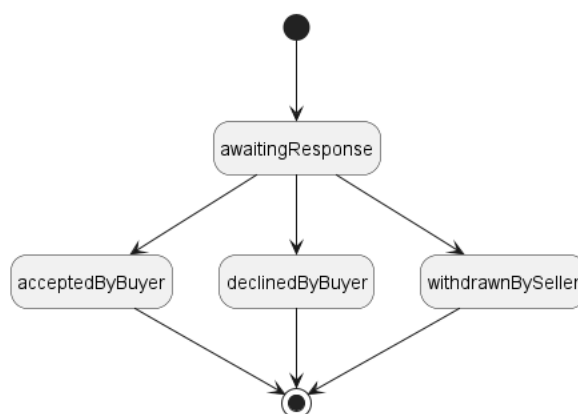 awaitingResponse
acceptedByBuyer
declinedByBuyer
withdrawnBySeller